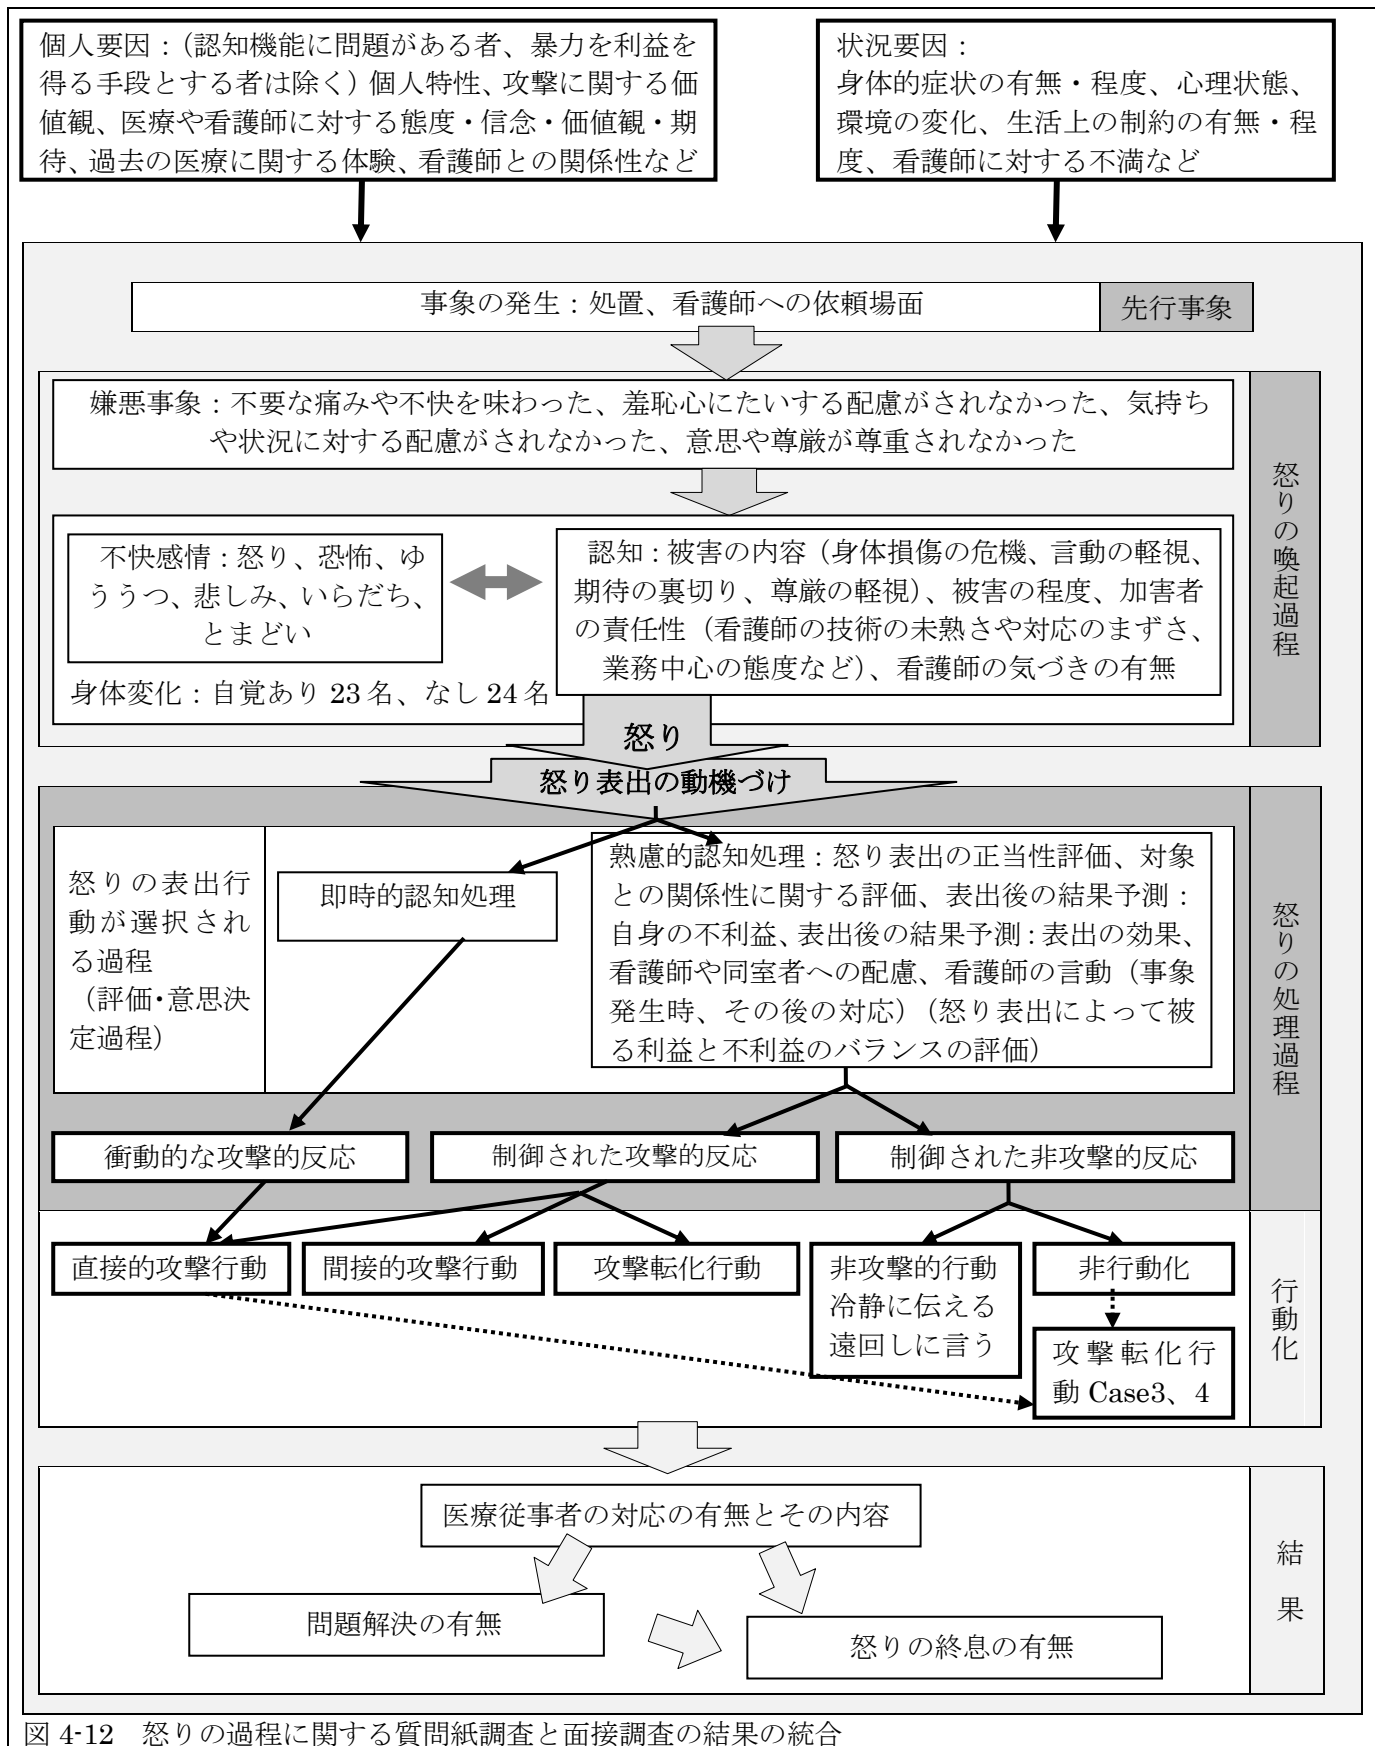 個人要因：（認知機能に問題がある者、暴力を利益を
得る手段とする者は除く）個人特性、攻撃に関する価
値観、医療や看護師に対する態度・信念・価値観・期
待、過去の医療に関する体験、看護師との関係性など
状況要因：
身体的症状の有無・程度、心理状態、
環境の変化、生活上の制約の有無・程
度、看護師に対する不満など
事象の発生：処置、看護師への依頼場面
先行事象
嫌悪事象：不要な痛みや不快を味わった、羞恥心にたいする配慮がされなかった、気持ち
や状況に対する配慮がされなかった、意思や尊厳が尊重されなかった
怒りの喚起過程
不快感情：怒り、恐怖、ゆ
ううつ、悲しみ、いらだち、
とまどい
認知：被害の内容（身体損傷の危機、言動の軽視、
期待の裏切り、尊厳の軽視）、被害の程度、加害者
の責任性（看護師の技術の未熟さや対応のまずさ、
業務中心の態度など）、看護師の気づきの有無
身体変化：自覚あり 23 名、なし 24 名
怒り
怒り表出の動機づけ
怒りの表出行
動が選択され
る過程
（評価・意思決
定過程）
即時的認知処理
熟慮的認知処理：怒り表出の正当性評価、対象
との関係性に関する評価、表出後の結果予測：
自身の不利益、表出後の結果予測：表出の効果、
看護師や同室者への配慮、看護師の言動（事象
発生時、その後の対応）（怒り表出によって被
る利益と不利益のバランスの評価）
怒りの処理過程
衝動的な攻撃的反応
制御された攻撃的反応
制御された非攻撃的反応
直接的攻撃行動
間接的攻撃行動
攻撃転化行動
非攻撃的行動
冷静に伝える
遠回しに言う
非行動化
攻撃転化行
動 Case3、4
行動化
医療従事者の対応の有無とその内容
問題解決の有無
怒りの終息の有無
結果
図 4-12　怒りの過程に関する質問紙調査と面接調査の結果の統合